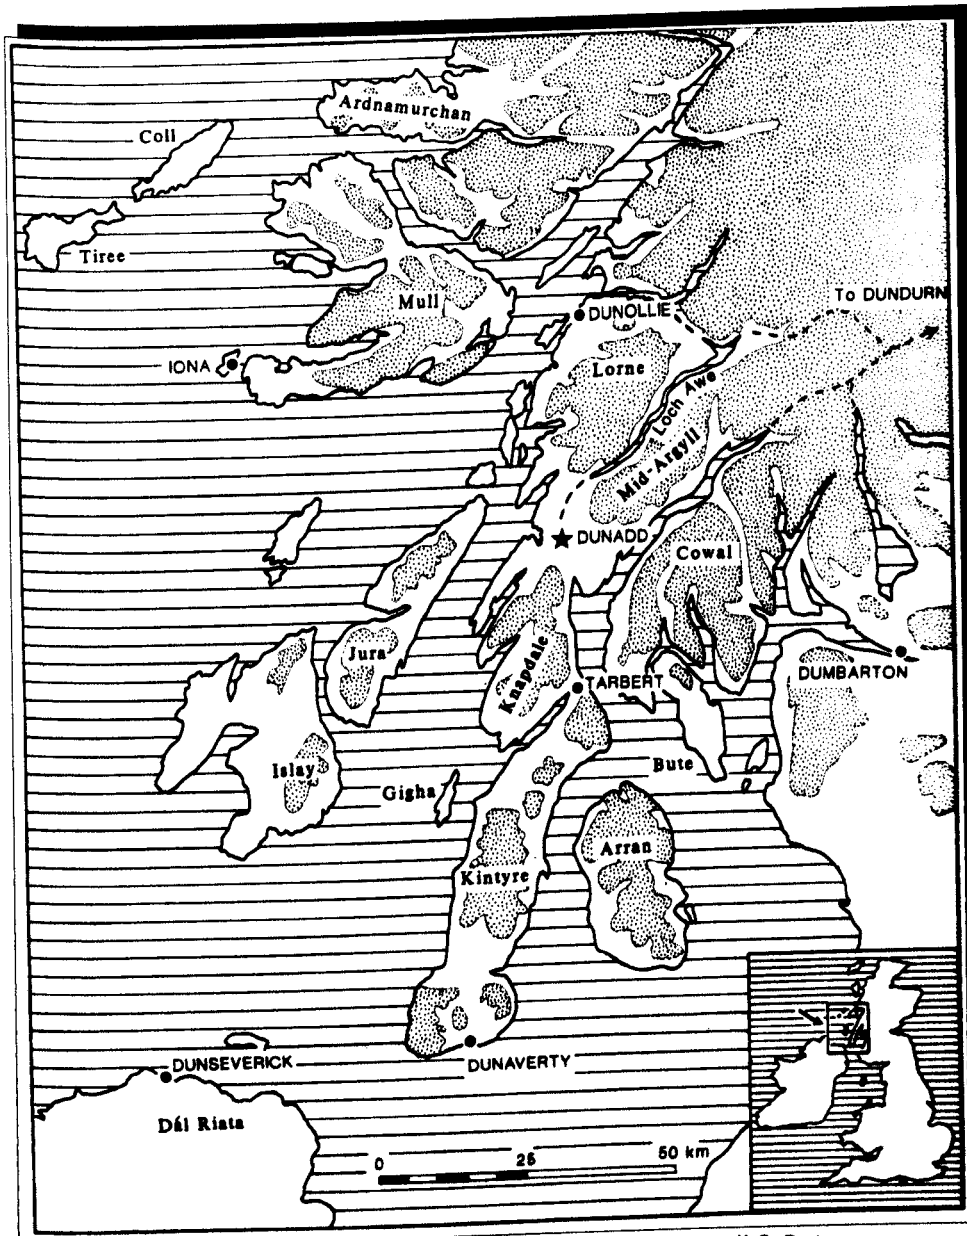 Ardnamurchan
Coll
Tiree
Mull
To DUNDURN
DUNOLLIE
IONA
Lorne
Loch Awe
Mid-Argyll
DUNADD
Cowal
Jura
Knapdale
TARBERT
DUMBARTON
Islay
Bute
Gigha
Arran
Kintyre
DUNSEVERICK
DUNAVERTY
Dál Riata
0 25 50 km